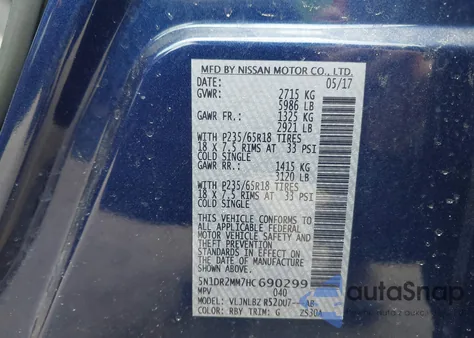 MFD BY NISSAN MOTOR CO., LTD.
DATE: 05/17
GVWR: 2715 KG
5986 LB
GAWR FR.: 1325 KG
2921 LB
WITH P235/65R18 TIRES
18 X 7.5 RIMS AT 33 PSI
COLD SINGLE
GAWR RR.: 1415 KG
3120 LB
WITH P235/65R18 TIRES
18 X 7.5 RIMS AT 33 PSI
COLD SINGLE
THIS VEHICLE CONFORMS TO
ALL APPLICABLE FEDERAL
MOTOR VEHICLE SAFETY
AND THEFT PREVENTION
STANDARDS IN EFFECT ON
THE DATE OF MANUFACTURE
SHOWN ABOVE.
5N1DR2MM7HC690299
MPV 040
MODEL: VLJNLBZ R52DU7--AB
COLOR: RBY TRIM: G Z530A
autoSnap